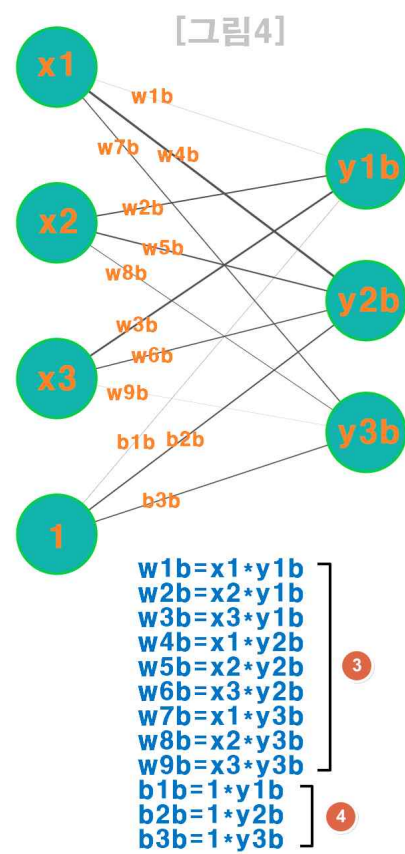 [그림4]
x1
w1b
w7b
w4b
y1b
x2
w2b
w5b
w8b
y2b
w3b
x3
w6b
w9b
y3b
b1b
b2b
b3b
1
w1b=x1*y1b
w2b=x2*y1b
w3b=x3*y1b
w4b=x1*y2b
w5b=x2*y2b
w6b=x3*y2b
w7b=x1*y3b
w8b=x2*y3b
w9b=x3*y3b
3
b1b=1*y1b
b2b=1*y2b
b3b=1*y3b
4